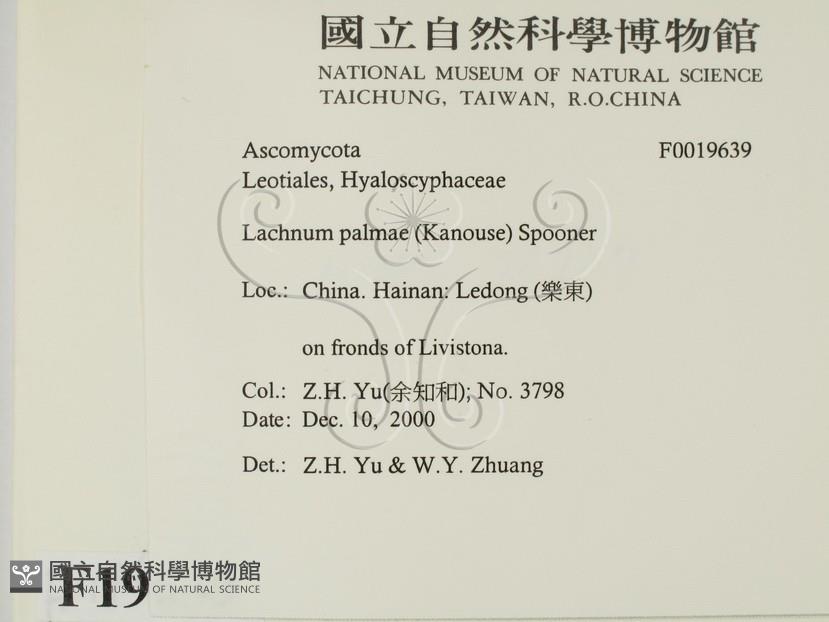 國立自然科學博物館
NATIONAL MUSEUM OF NATURAL SCIENCE
TAICHUNG, TAIWAN, R.O.CHINA
Ascomycota F0019639
Leotiales, Hyaloscyphaceae
Lachnum palmae (Kanouse) Spooner
Loc.: China. Hainan: Ledong (樂東)
on fronds of Livistona.
Col.: Z.H. Yu(余知和); No. 3798
Date: Dec. 10, 2000
Det.: Z.H. Yu & W.Y. Zhuang
國立自然科學博物館
NATIONAL MUSEUM OF NATURAL SCIENCE
F19